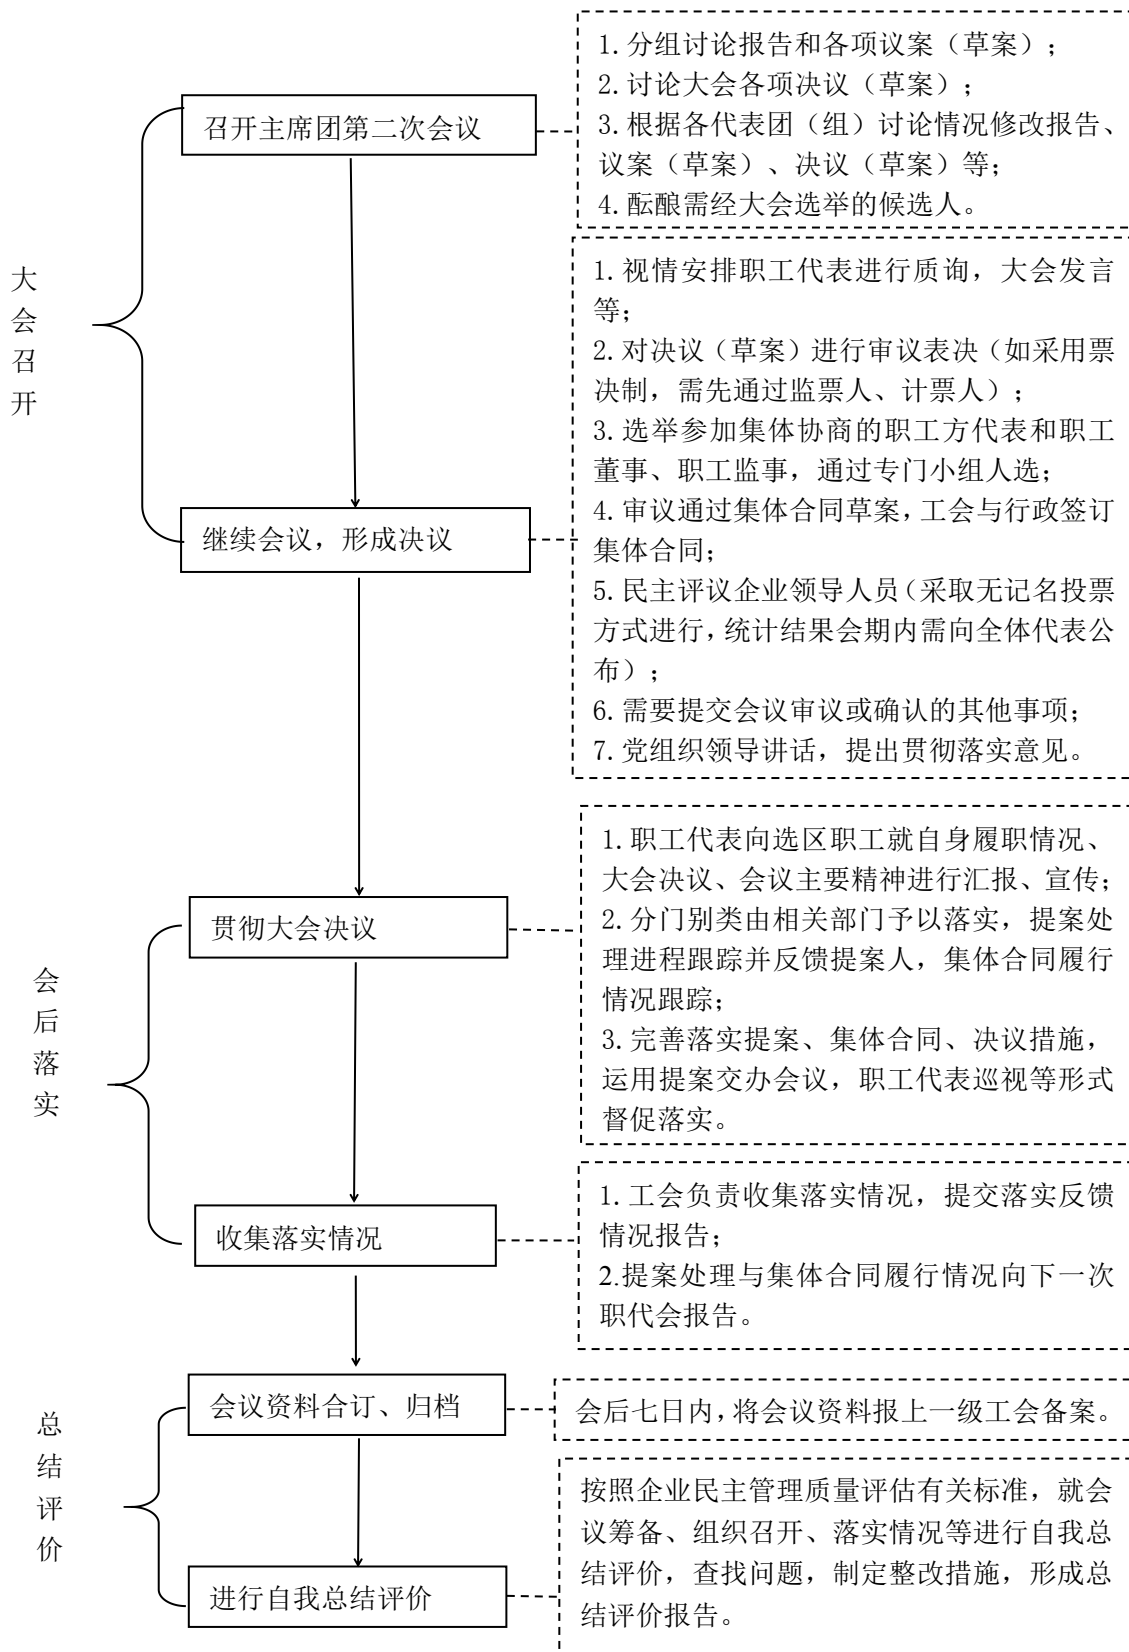 1.分组讨论报告和各项议案（草案）；
2.讨论大会各项决议（草案）；
3.根据各代表团（组）讨论情况修改报告、
议案（草案）、决议（草案）等；
4.酝酿需经大会选举的候选人。
召开主席团第二次会议
大
会
召
开
1.视情安排职工代表进行质询，大会发言
等；
2.对决议（草案）进行审议表决（如采用票
决制，需先通过监票人、计票人）；
3.选举参加集体协商的职工方代表和职工
董事、职工监事，通过专门小组人选；
4.审议通过集体合同草案，工会与行政签订
集体合同；
5.民主评议企业领导人员（采取无记名投票
方式进行，统计结果会期内需向全体代表公
布）；
6.需要提交会议审议或确认的其他事项；
7.党组织领导讲话，提出贯彻落实意见。
继续会议，形成决议
1.职工代表向选区职工就自身履职情况、
大会决议、会议主要精神进行汇报、宣传；
2.分门别类由相关部门予以落实，提案处
理进程跟踪并反馈提案人，集体合同履行
情况跟踪；
3.完善落实提案、集体合同、决议措施，
运用提案交办会议，职工代表巡视等形式
督促落实。
贯彻大会决议
会
后
落
实
1.工会负责收集落实情况，提交落实反馈
情况报告；
2.提案处理与集体合同履行情况向下一次
职代会报告。
收集落实情况
会议资料合订、归档
会后七日内，将会议资料报上一级工会备案。
总
结
评
价
按照企业民主管理质量评估有关标准，就会
议筹备、组织召开、落实情况等进行自我总
结评价，查找问题，制定整改措施，形成总
结评价报告。
进行自我总结评价